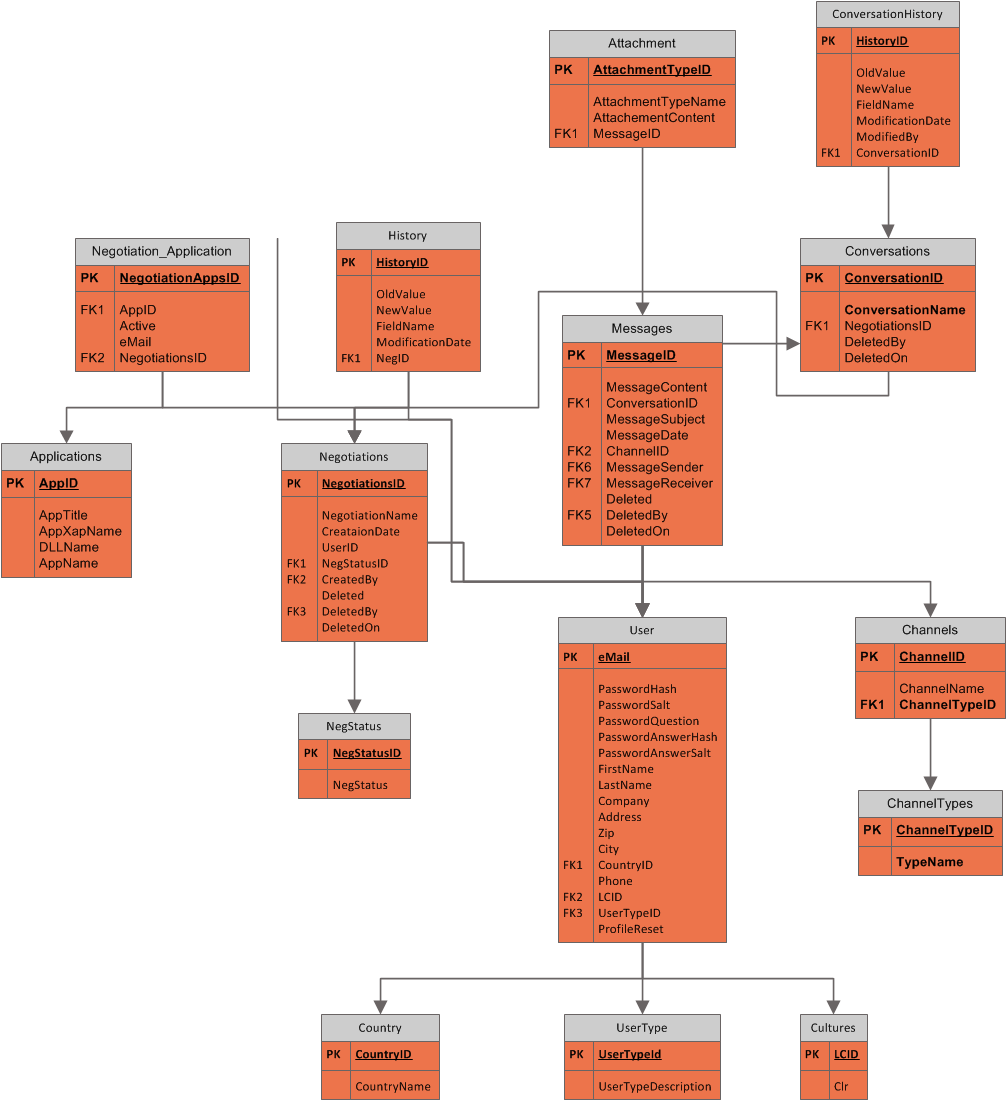 ConversationHistory
PK HistoryID
OldValue
NewValue
FieldName
ModificationDate
ModifiedBy
FK1 ConversationID
Attachment
PK AttachmentTypeID
AttachmentTypeName
AttachementContent
FK1 MessageID
Negotiation_Application
PK NegotiationAppsID
FK1 AppID
Active
eMail
FK2 NegotiationsID
History
PK HistoryID
OldValue
NewValue
FieldName
ModificationDate
FK1 NegID
Conversations
PK ConversationID
ConversationName
FK1 NegotiationsID
DeletedBy
DeletedOn
Messages
PK MessageID
MessageContent
FK1 ConversationID
MessageSubject
MessageDate
FK2 ChannelID
FK6 MessageSender
FK7 MessageReceiver
Deleted
FK5 DeletedBy
DeletedOn
Applications
PK AppID
AppTitle
AppXapName
DLLName
AppName
Negotiations
PK NegotiationsID
NegotiationName
CreataionDate
UserID
FK1 NegStatusID
FK2 CreatedBy
Deleted
FK3 DeletedBy
DeletedOn
User
PK eMail
PasswordHash
PasswordSalt
PasswordQuestion
PasswordAnswerHash
PasswordAnswerSalt
FirstName
LastName
Company
Address
Zip
City
FK1 CountryID
Phone
FK2 LCID
FK3 UserTypeID
ProfileReset
Channels
PK ChannelID
ChannelName
FK1 ChannelTypeID
NegStatus
PK NegStatusID
NegStatus
ChannelTypes
PK ChannelTypeID
TypeName
Country
PK CountryID
CountryName
UserType
PK UserTypeId
UserTypeDescription
Cultures
PK LCID
Clr